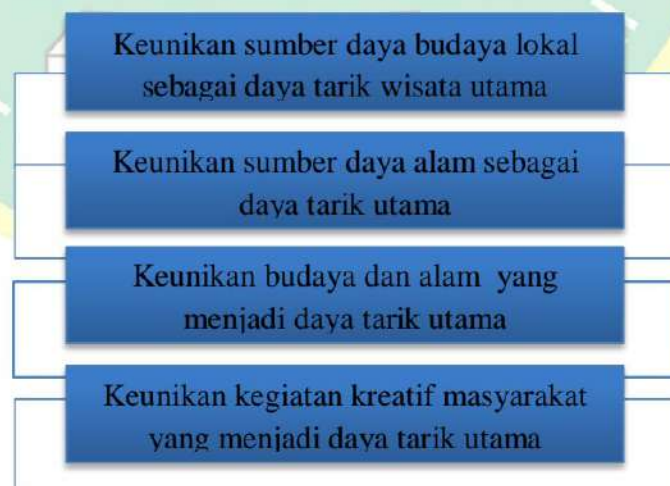 Keunikan sumber daya budaya lokal
sebagai daya tarik wisata utama
Keunikan sumber daya alam sebagai
daya tarik utama
Keunikan budaya dan alam yang
menjadi daya tarik utama
Keunikan kegiatan kreatif masyarakat
yang menjadi daya tarik utama